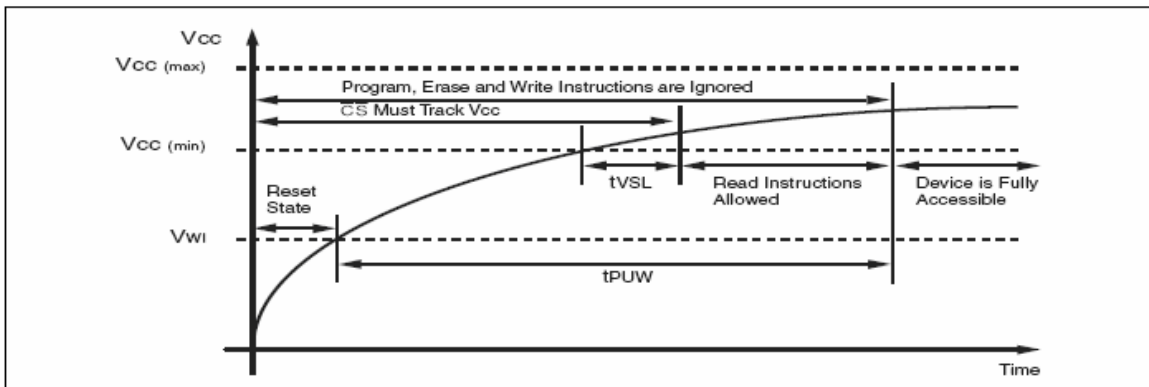 Vcc
Vcc (max)
Program, Erase and Write Instructions are Ignored
CS Must Track Vcc
Vcc (min)
tVSL
Read Instructions
Allowed
Device is Fully
Accessible
Reset
State
VWI
tPUW
Time